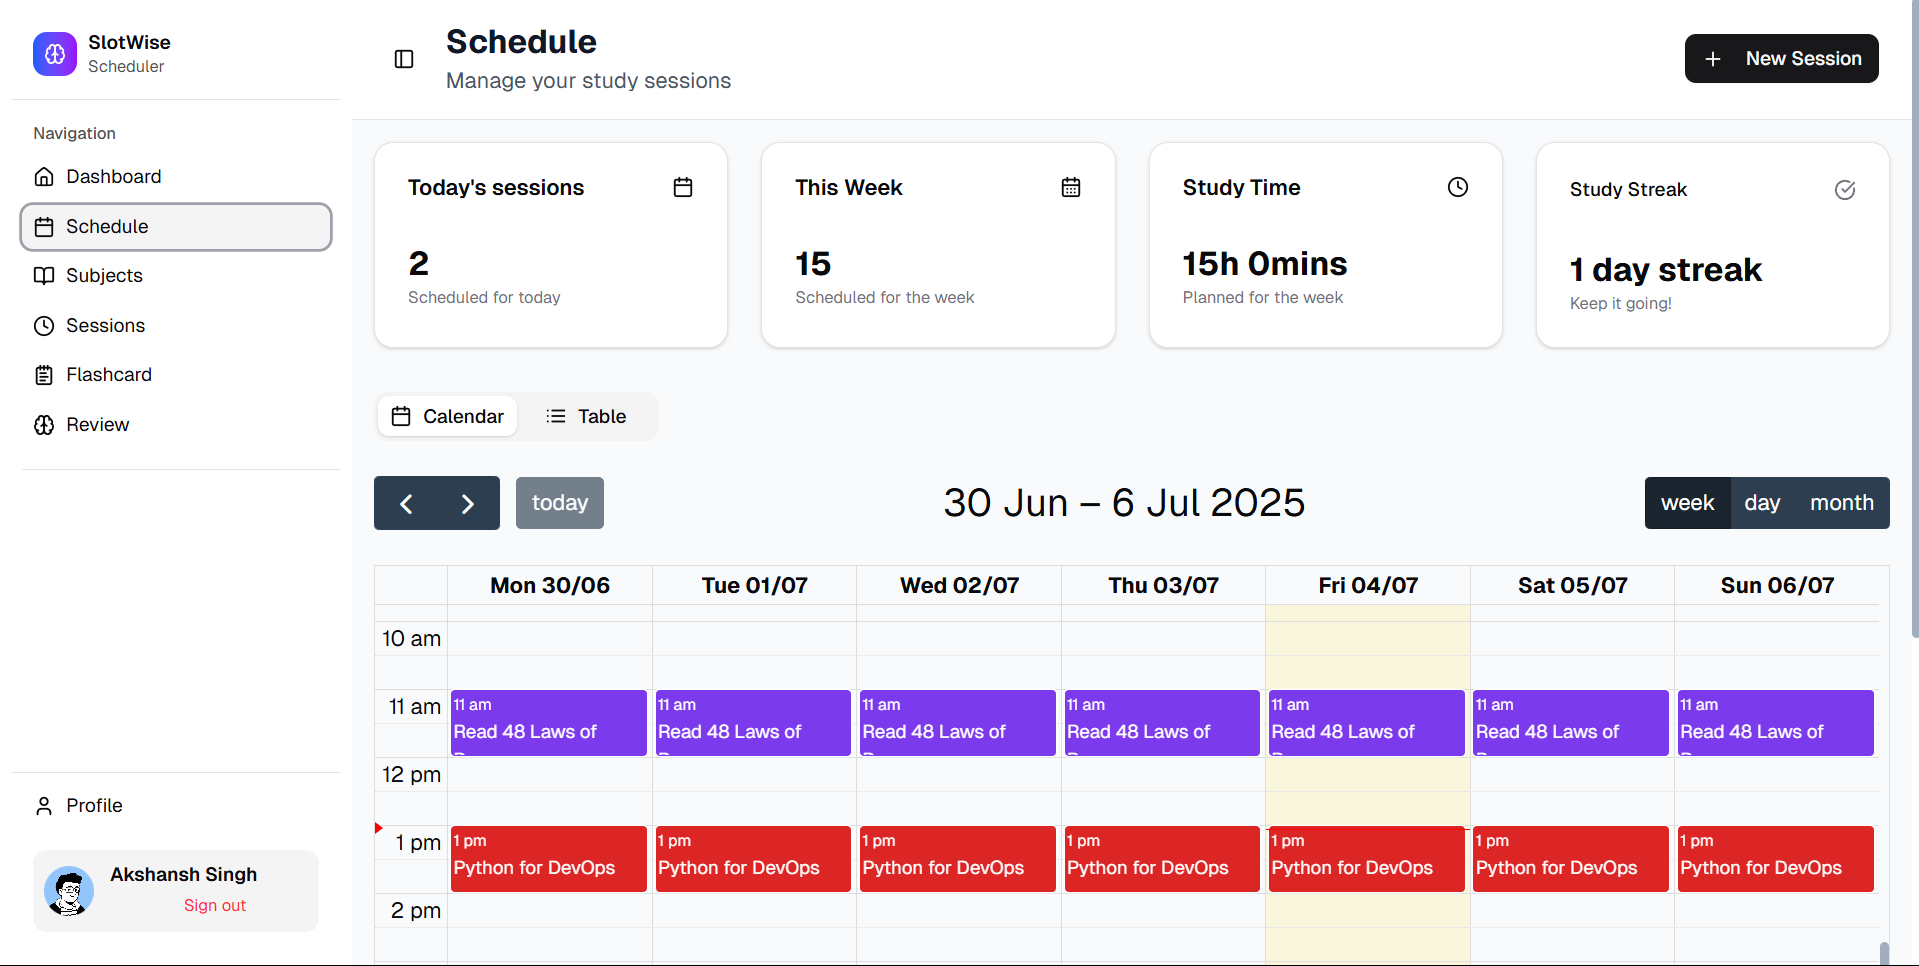 SlotWise
Scheduler
Navigation
Dashboard
Schedule
Subjects
Sessions
Flashcard
Review
Profile
Akshansh Singh
Sign out
Schedule
Manage your study sessions
New Session
Today's sessions
2
Scheduled for today
This Week
15
Scheduled for the week
Study Time
15h 0mins
Planned for the week
Study Streak
1 day streak
Keep it going!
Calendar
Table
today
30 Jun – 6 Jul 2025
week day month
Mon 30/06 Tue 01/07 Wed 02/07 Thu 03/07 Fri 04/07 Sat 05/07 Sun 06/07
10 am
11 am
11 am 11 am 11 am 11 am 11 am 11 am 11 am
Read 48 Laws of Read 48 Laws of Read 48 Laws of Read 48 Laws of Read 48 Laws of Read 48 Laws of Read 48 Laws of
12 pm
1 pm
1 pm 1 pm 1 pm 1 pm 1 pm 1 pm 1 pm
Python for DevOps Python for DevOps Python for DevOps Python for DevOps Python for DevOps Python for DevOps Python for DevOps
2 pm